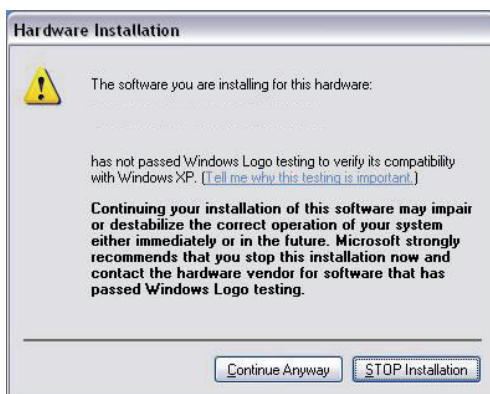 Hardware Installation
The software you are installing for this hardware:
has not passed Windows Logo testing to verify its compatibility
with Windows XP. (Tell me why this testing is important.)
Continuing your installation of this software may impair
or destabilize the correct operation of your system
either immediately or in the future. Microsoft strongly
recommends that you stop this installation now and
contact the hardware vendor for software that has
passed Windows Logo testing.
Continue Anyway
STOP Installation